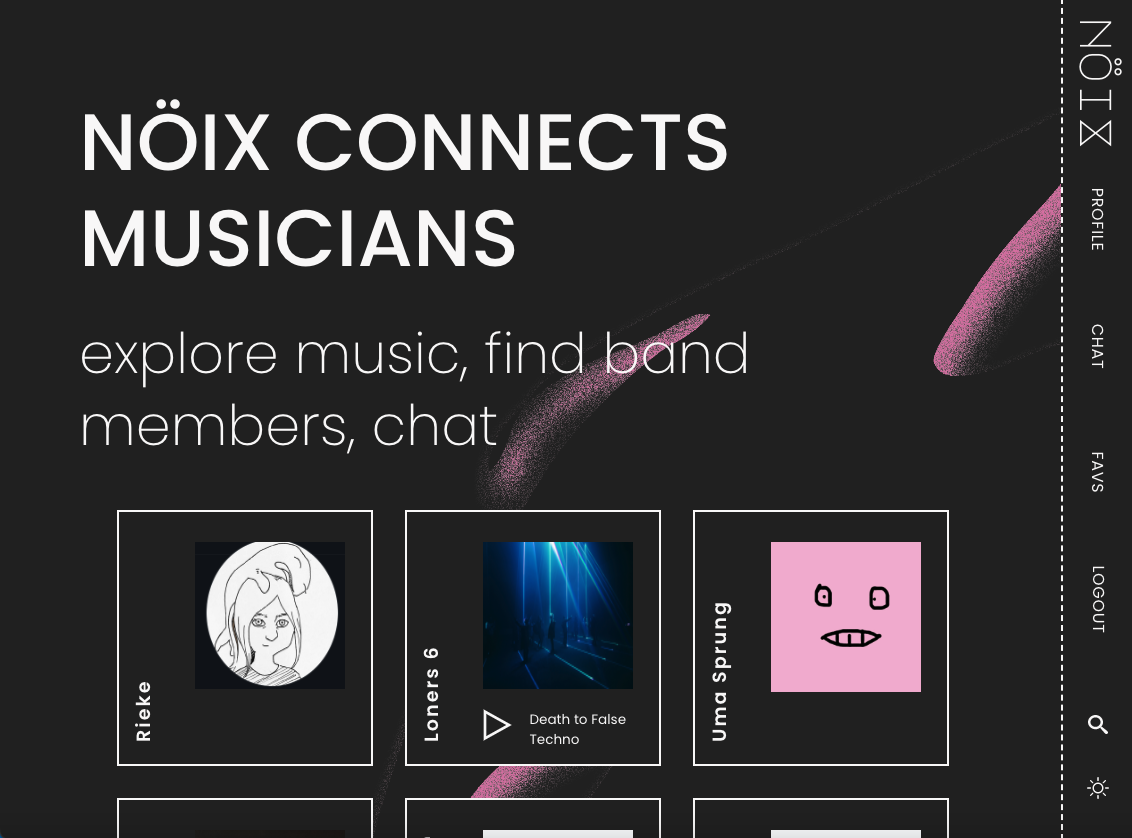 NÖIX CONNECTS
MUSICIANS
explore music, find band
members, chat
Rieke
Loners 6
Death to False
Techno
Uma Sprung
NÖIX
PROFILE
CHAT
FAVS
LOGOUT